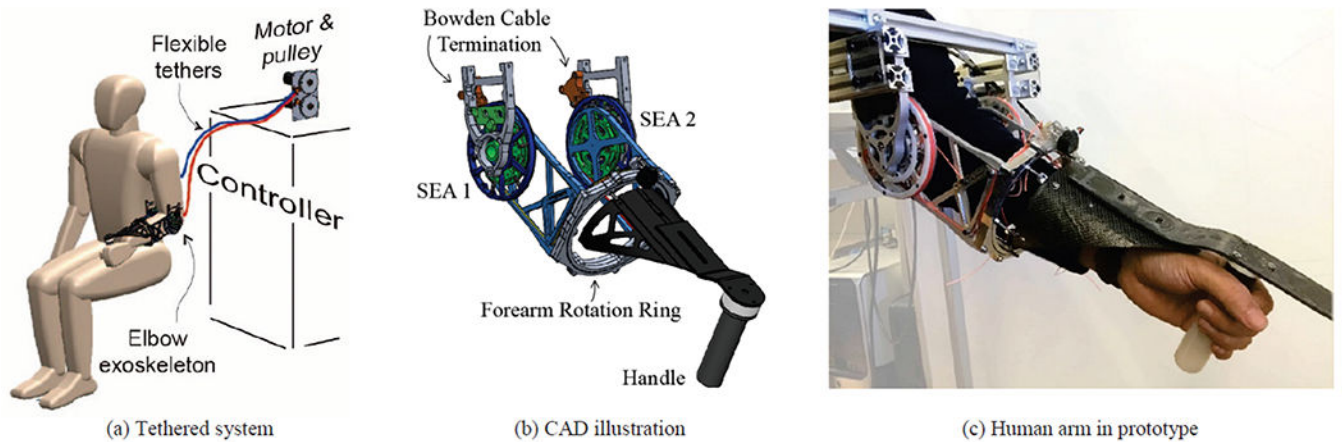 Motor &
pulley
Flexible
tethers
Controller
Elbow
exoskeleton
(a) Tethered system
Bowden Cable
Termination
SEA 2
SEA 1
Forearm Rotation Ring
Handle
(b) CAD illustration
(c) Human arm in prototype